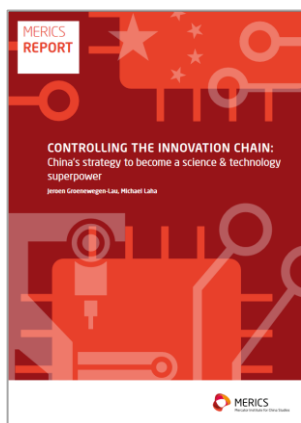 MERICS
REPORT
CONTROLLING THE INNOVATION CHAIN:
China's strategy to become a science & technology
superpower
Jeroen Groenewegen-Lau, Michael Laha
MERICS
Mercator Institute for China Studies